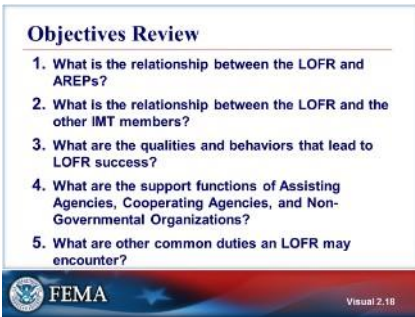 Objectives Review
1. What is the relationship between the LOFR and
AREPs?
2. What is the relationship between the LOFR and the
other IMT members?
3. What are the qualities and behaviors that lead to
LOFR success?
4. What are the support functions of Assisting
Agencies, Cooperating Agencies, and Non-
Governmental Organizations?
5. What are other common duties an LOFR may
encounter?
FEMA
Visual 2.18